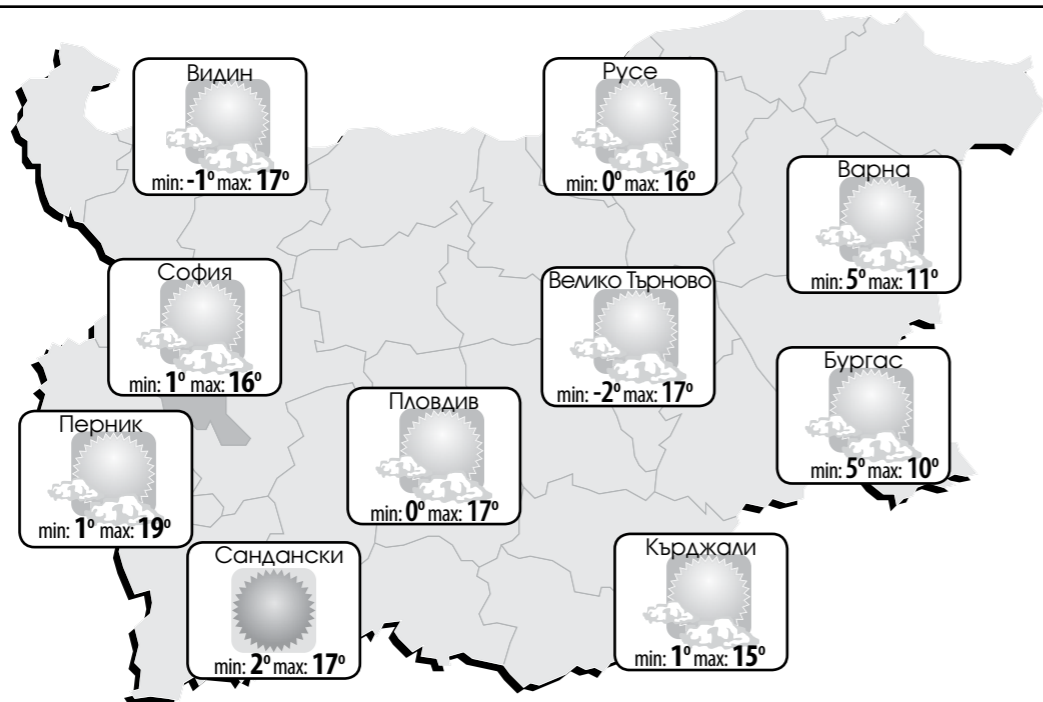 Видин
min: -1° max: 17°
Русе
min: 0° max: 16°
Варна
min: 5° max: 11°
София
min: 1° max: 16°
Велико Търново
min: -2° max: 17°
Бургас
min: 5° max: 10°
Пловдив
min: 0° max: 17°
Перник
min: 1° max: 19°
Сандански
min: 2° max: 17°
Кърджали
min: 1° max: 15°